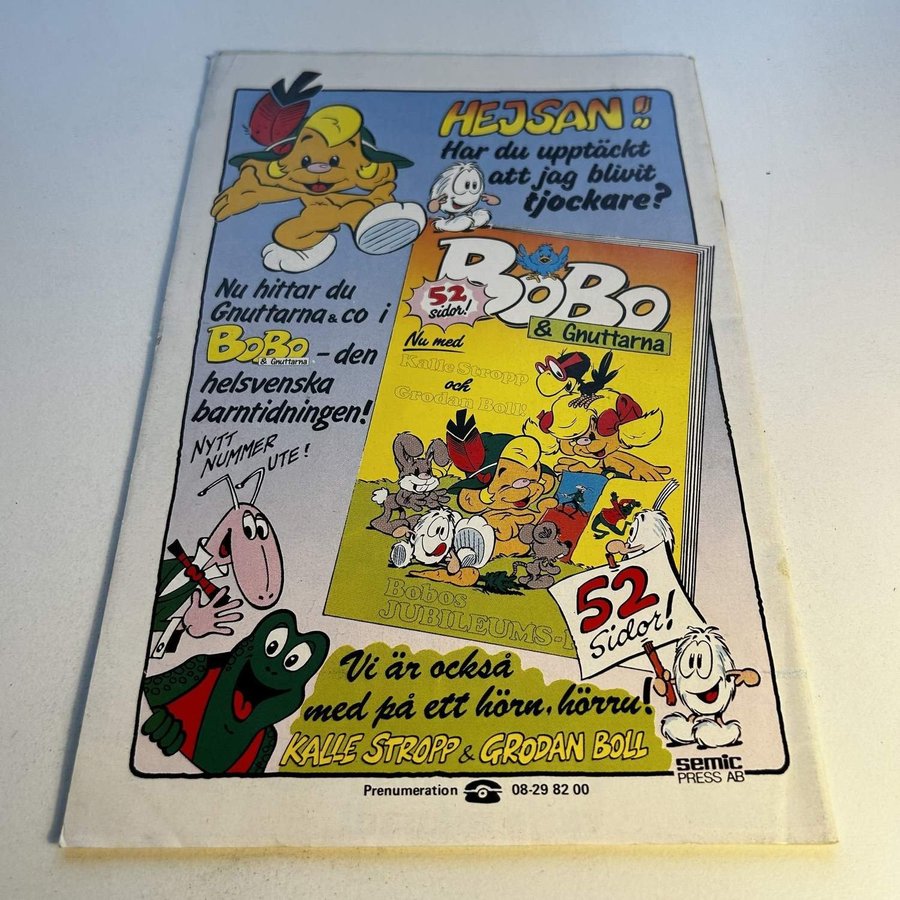 HEJSAN!!
Har du upptäckt
att jag blivit
tjockare?
Nu hittar du
Gnuttarna & co i
BoBo & Gnuttarna – den
helsvenska
barntidningen!
NYTT
NUMMER
UTE!
BoBo
& Gnuttarna
52
sidor!
Nu med
Kalle Stropp
och
Grodan Boll!
Bobos
JUBILEUMS-
52
Sidor!
Vi är också
med på ett hörn, hörru!
KALLE STROPP & GRODAN BOLL
semic
PRESS AB
Prenumeration 08-29 82 00